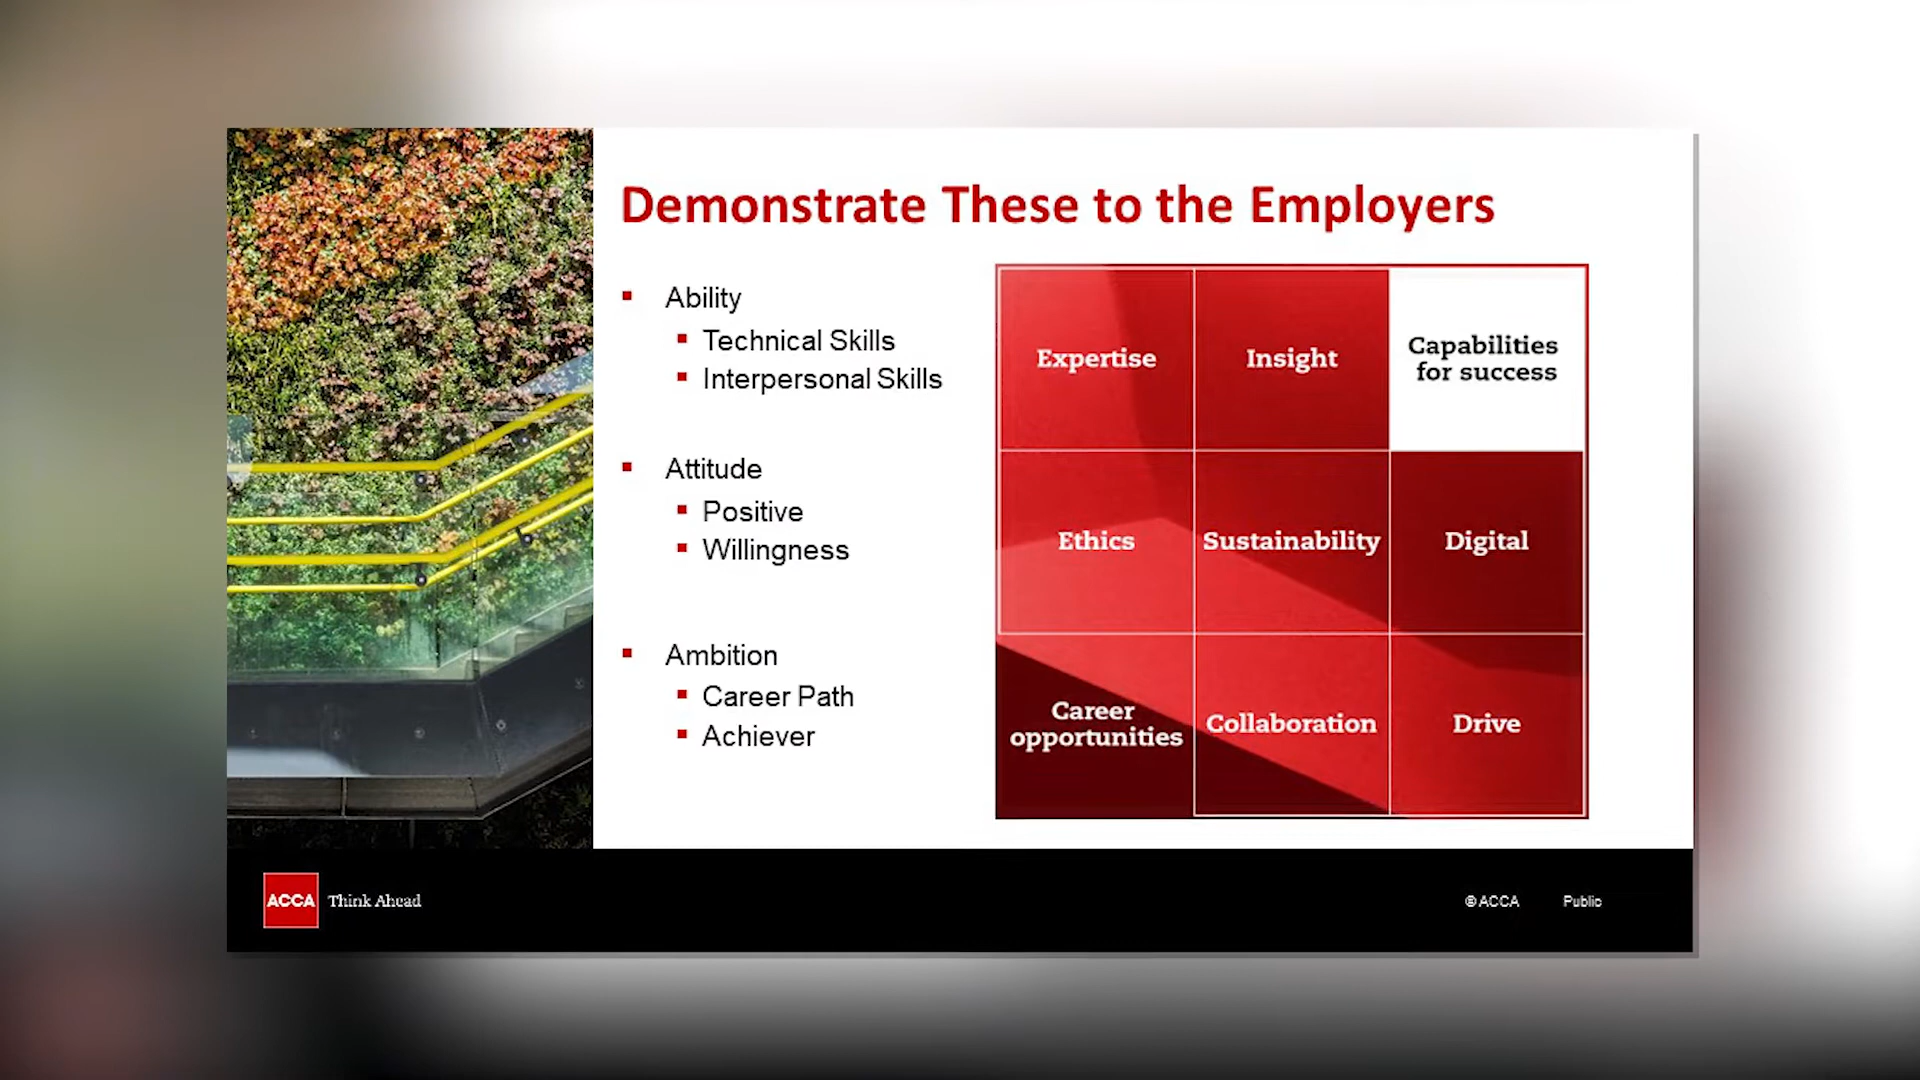 Demonstrate These to the Employers
Ability
Technical Skills
Interpersonal Skills
Attitude
Positive
Willingness
Ambition
Career Path
Achiever
Expertise
Insight
Capabilities
for success
Ethics
Sustainability
Digital
Career
opportunities
Collaboration
Drive
ACCA
Think Ahead
© ACCA
Public